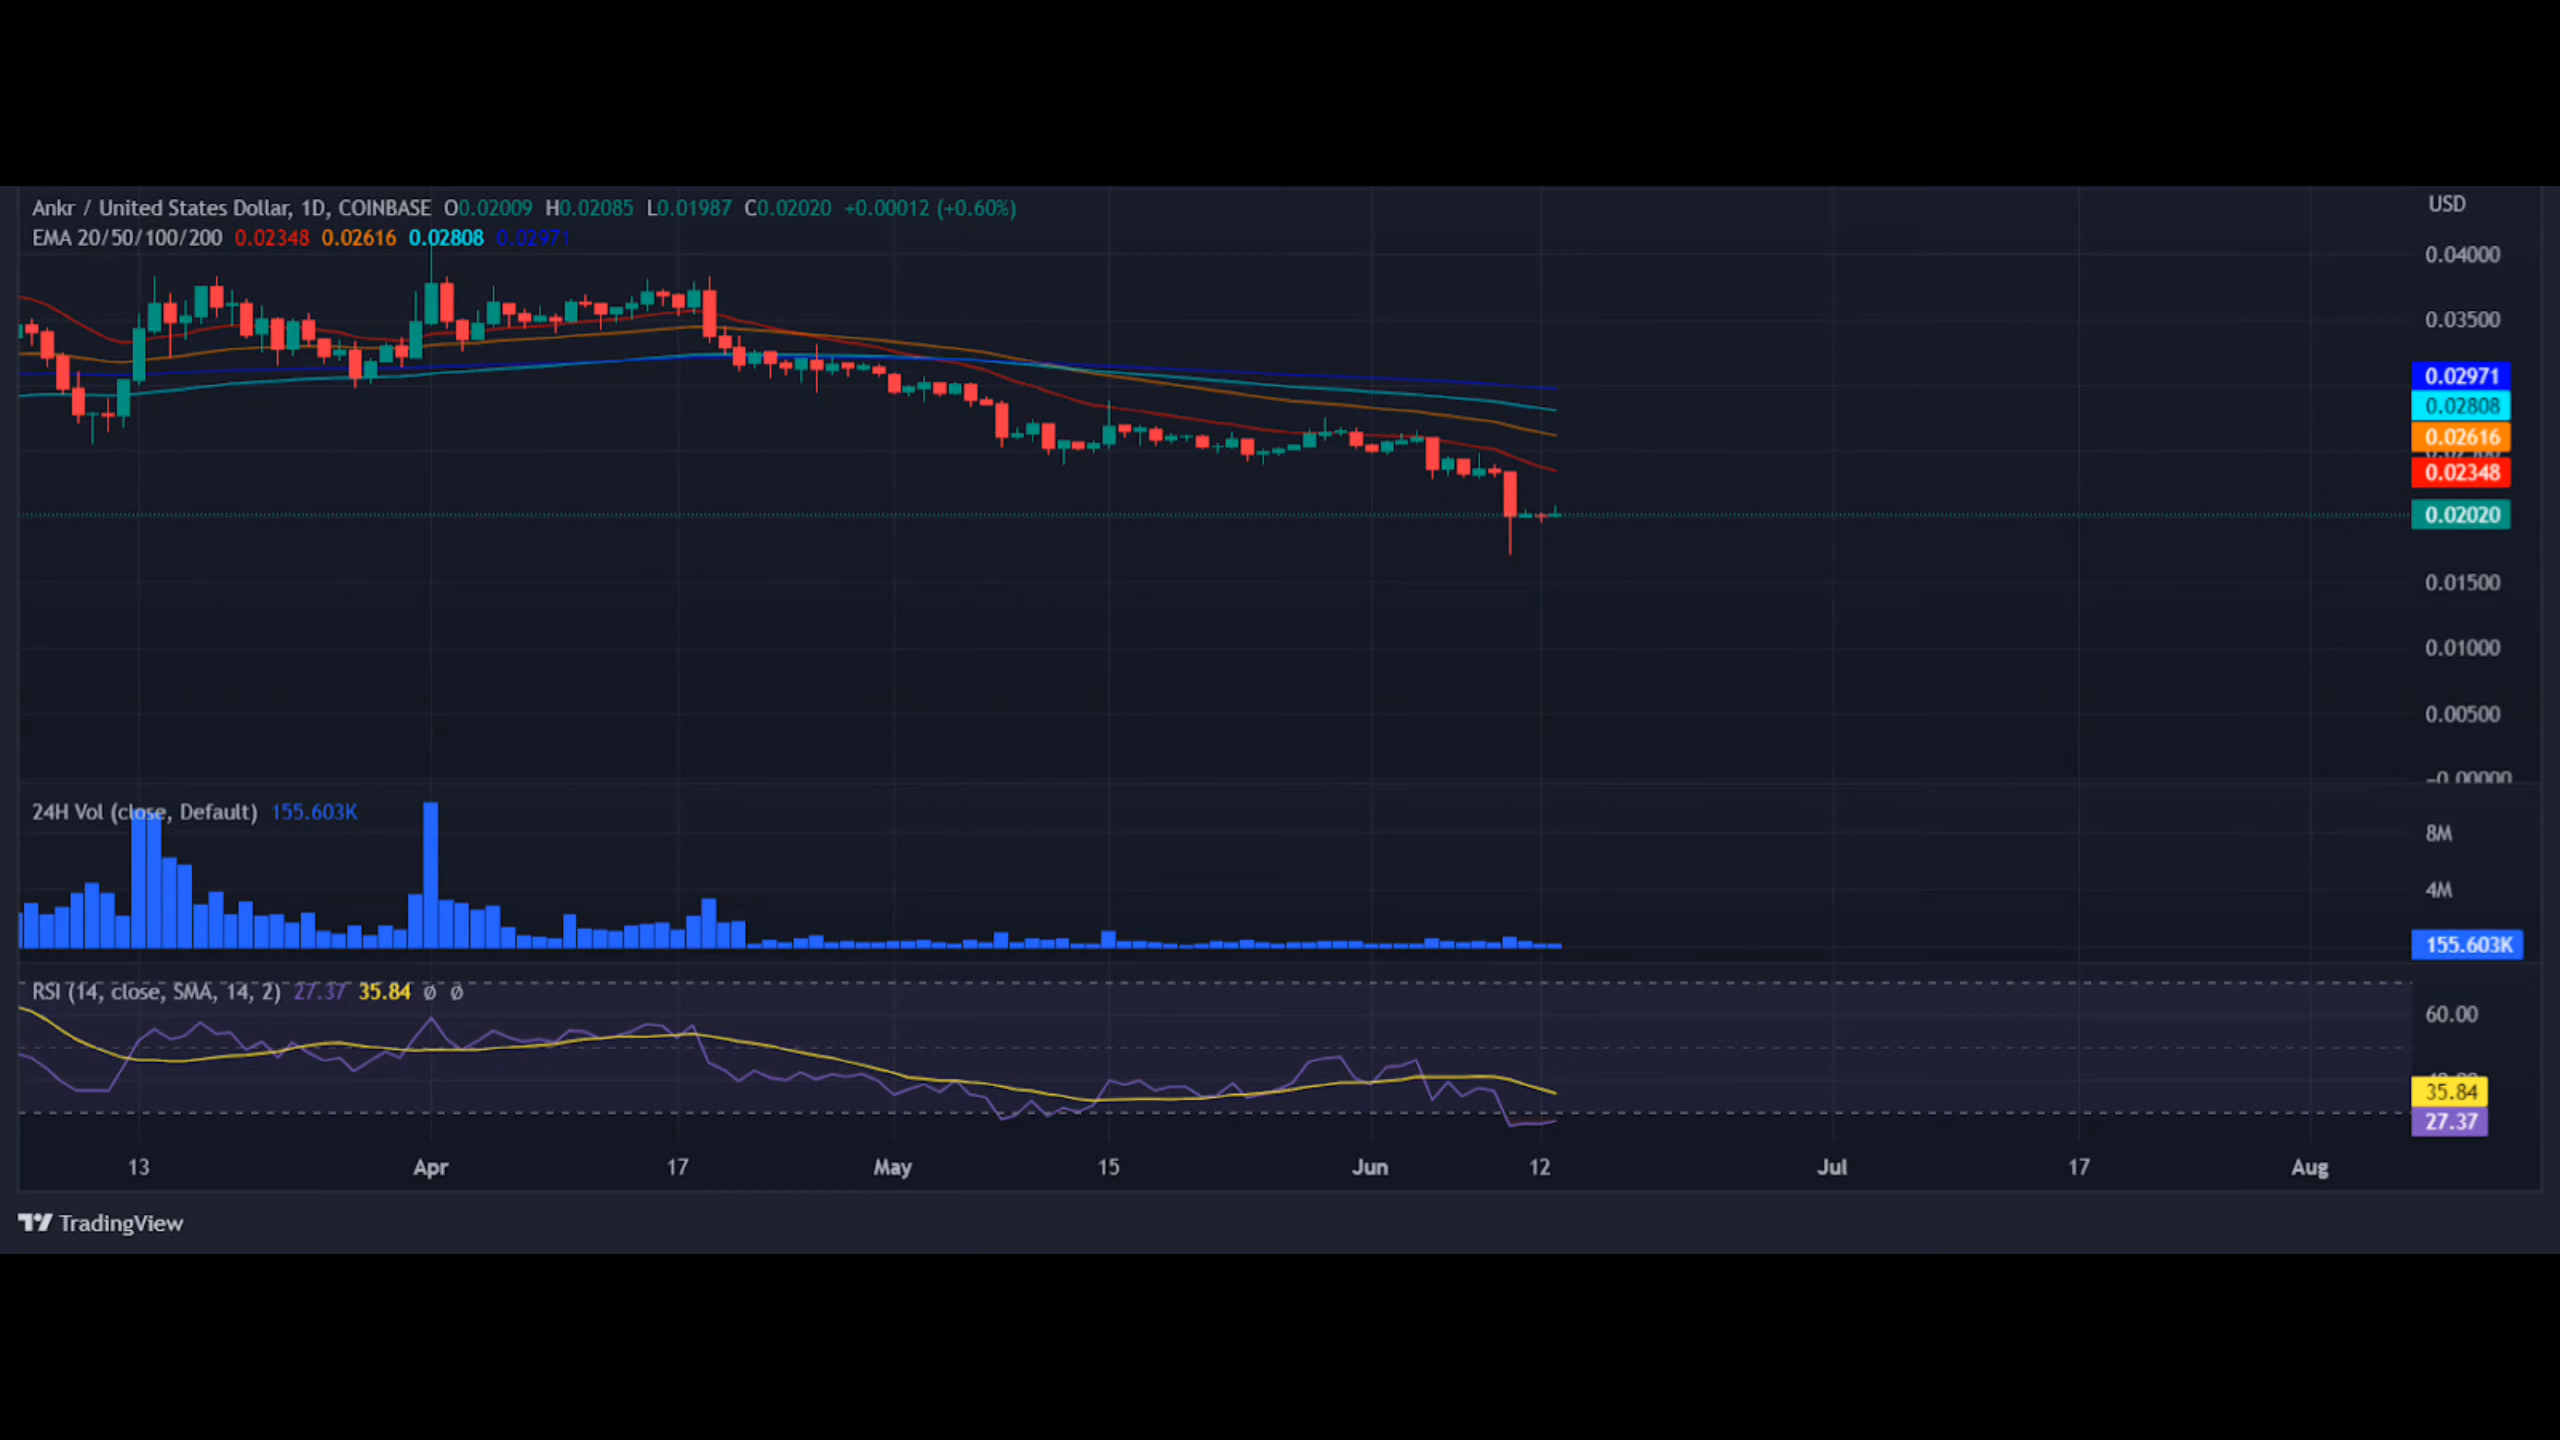 Ankr / United States Dollar, 1D, COINBASE O0.02009 H0.02085 L0.01987 C0.02020 +0.00012 (+0.60%)
EMA 20/50/100/200 0.02348 0.02616 0.02808 0.02971
USD
0.04000
0.03500
0.02971
0.02808
0.02616
0.02348
0.02020
0.01500
0.01000
0.00500
−0.00000
24H Vol (close, Default) 155.603K
8M
4M
155.603K
RSI (14, close, SMA, 14, 2) 27.37 35.84 ø ø
60.00
35.84
27.37
13 Apr 17 May 15 Jun 12 Jul 17 Aug
TradingView